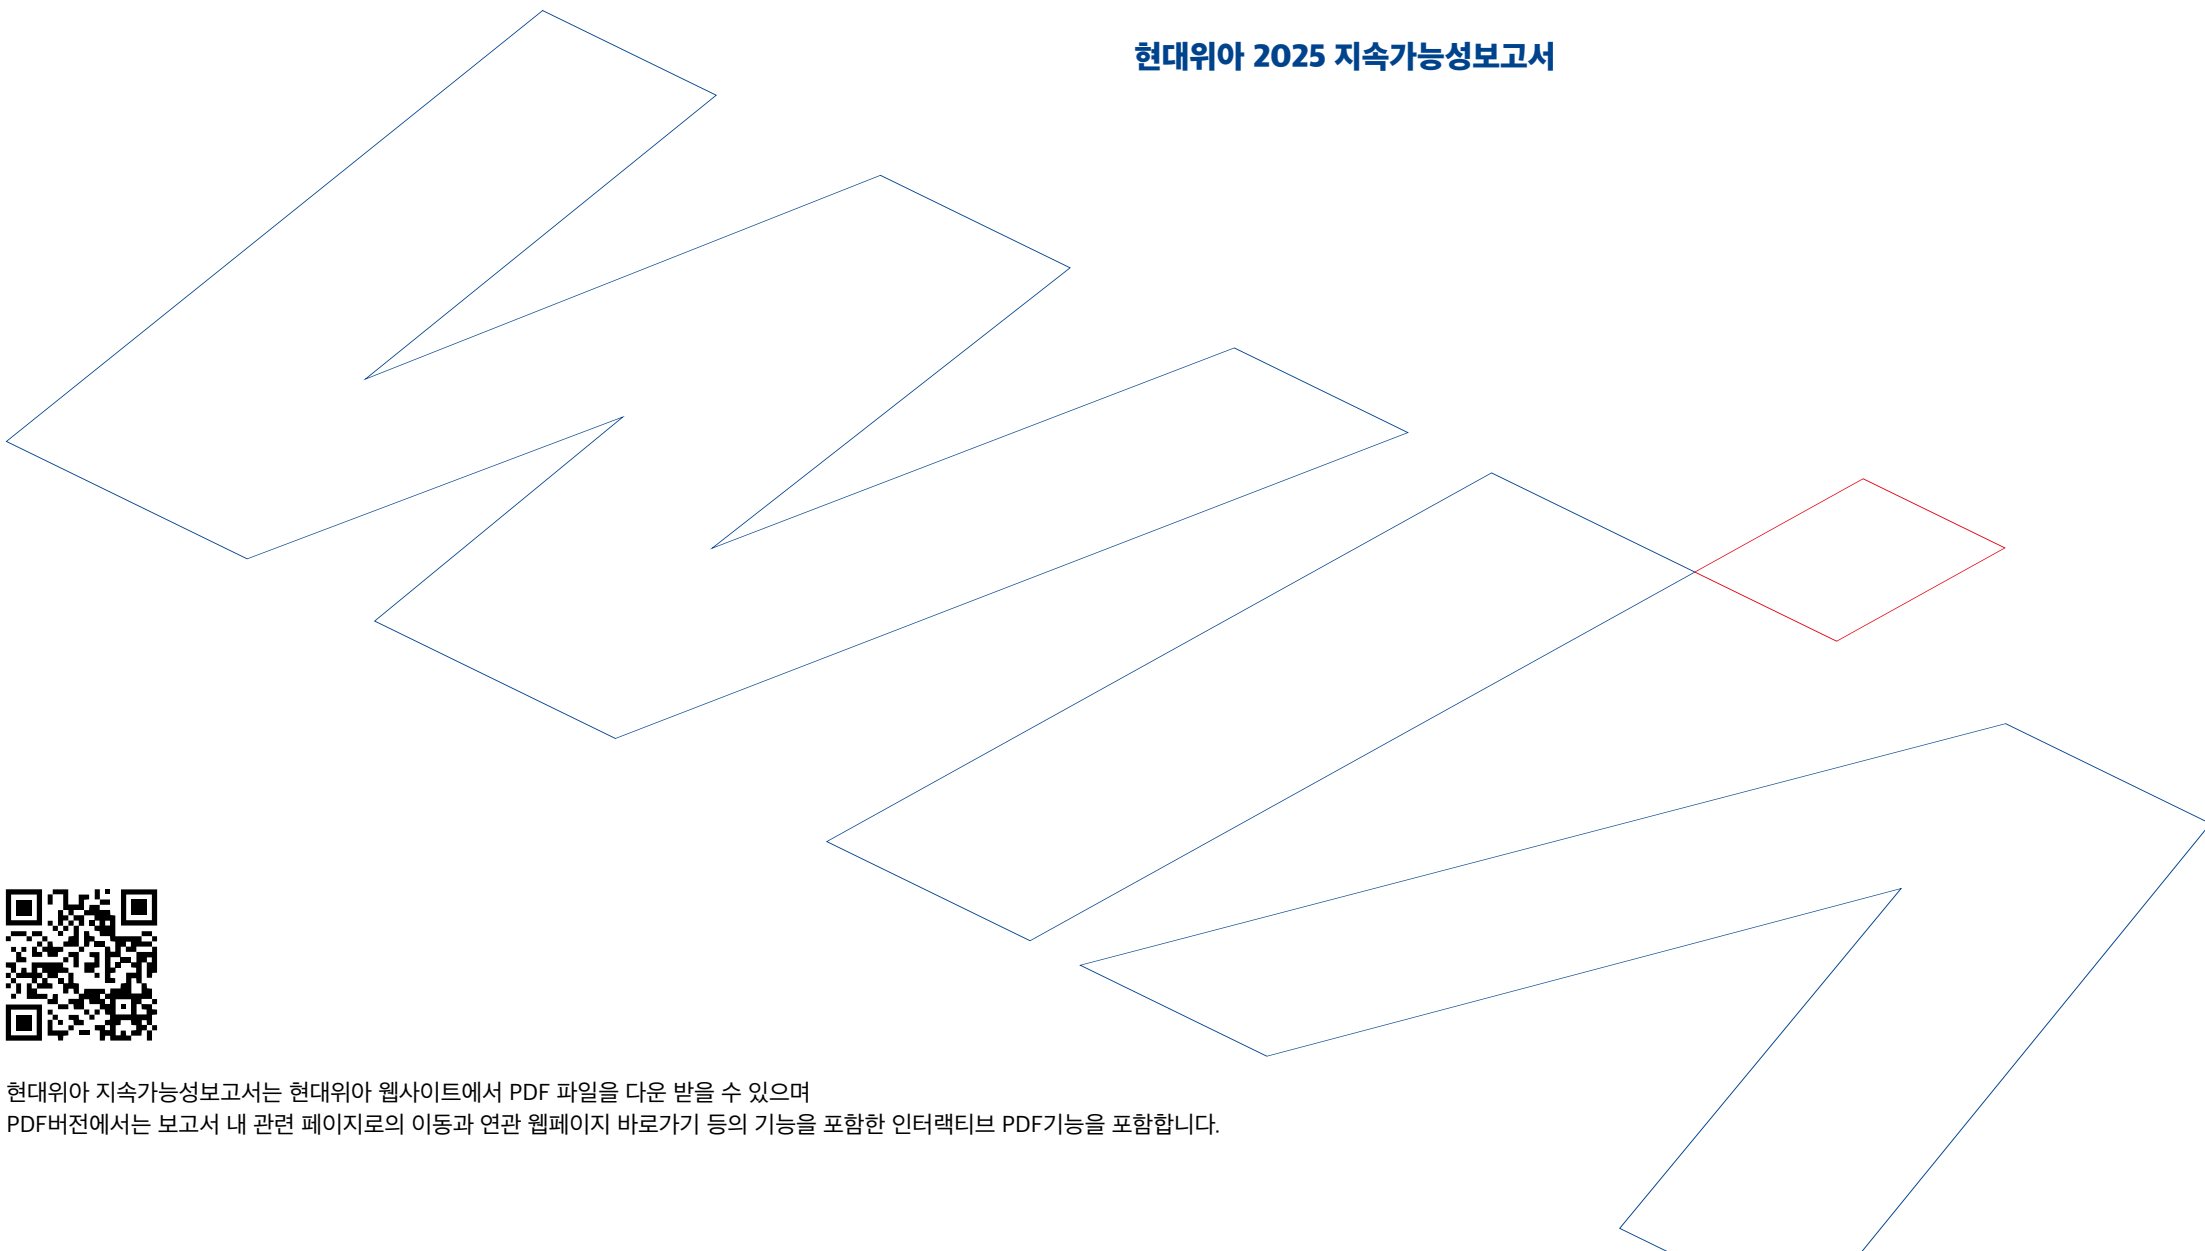 현대위아 2025 지속가능성보고서
현대위아 지속가능성보고서는 현대위아 웹사이트에서 PDF 파일을 다운 받을 수 있으며
PDF버전에서는 보고서 내 관련 페이지로의 이동과 연관 웹페이지 바로가기 등의 기능을 포함한 인터랙티브 PDF기능을 포함합니다.